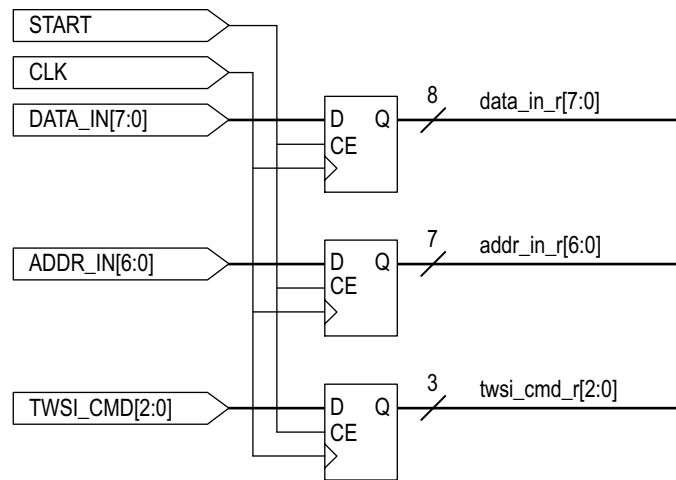 START
CLK
DATA_IN[7:0]
D Q
CE
8
data_in_r[7:0]
ADDR_IN[6:0]
D Q
CE
7
addr_in_r[6:0]
TWSI_CMD[2:0]
D Q
CE
3
twsi_cmd_r[2:0]